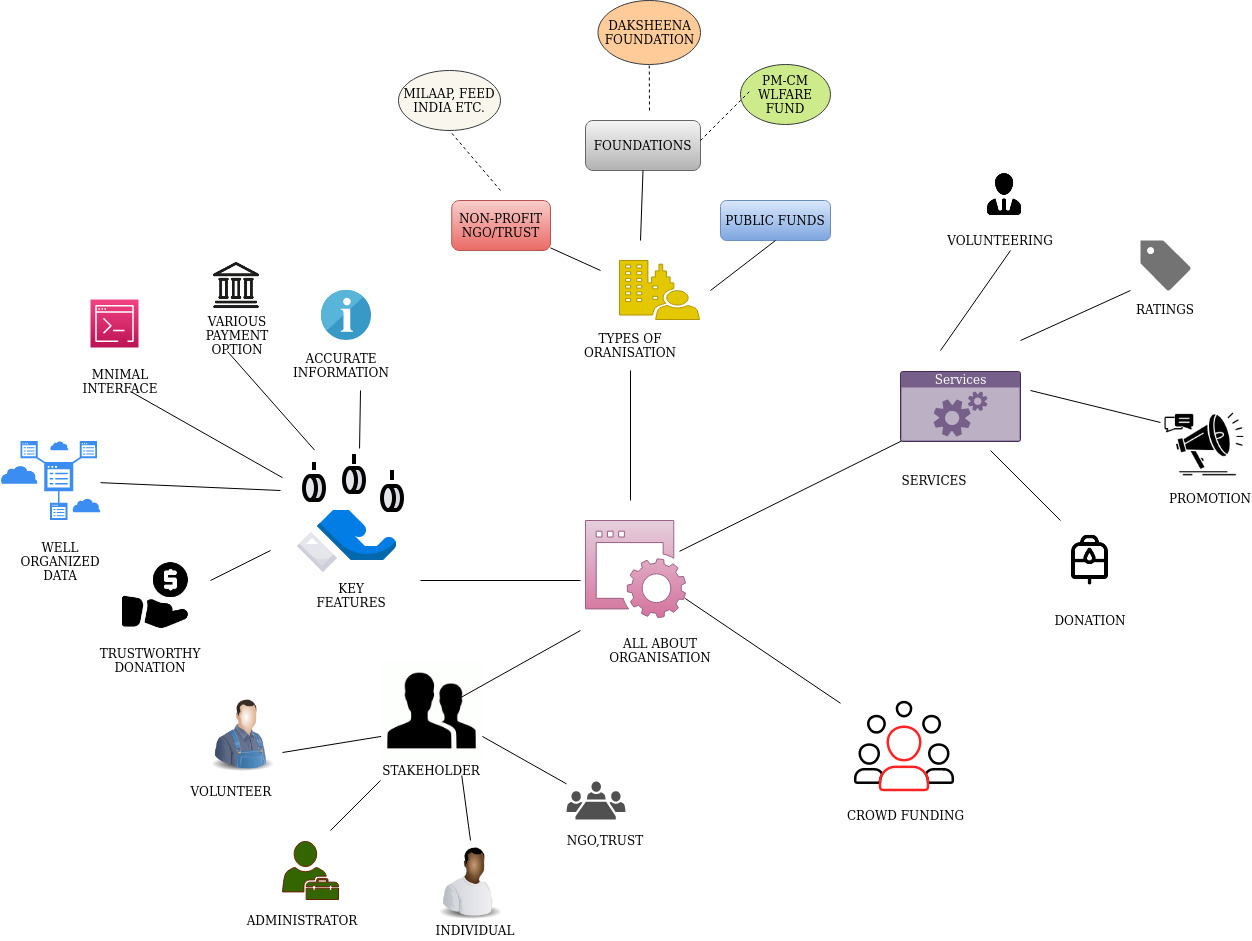 DAKSHEENA
FOUNDATION
MILAAP, FEED
INDIA ETC.
PM-CM
WLFARE
FUND
FOUNDATIONS
NON-PROFIT
NGO/TRUST
PUBLIC FUNDS
TYPES OF
ORANISATION
VOLUNTEERING
RATINGS
Services
SERVICES
PROMOTION
DONATION
VARIOUS
PAYMENT
OPTION
ACCURATE
INFORMATION
MNIMAL
INTERFACE
WELL
ORGANIZED
DATA
KEY
FEATURES
TRUSTWORTHY
DONATION
ALL ABOUT
ORGANISATION
STAKEHOLDER
VOLUNTEER
NGO,TRUST
CROWD FUNDING
ADMINISTRATOR
INDIVIDUAL